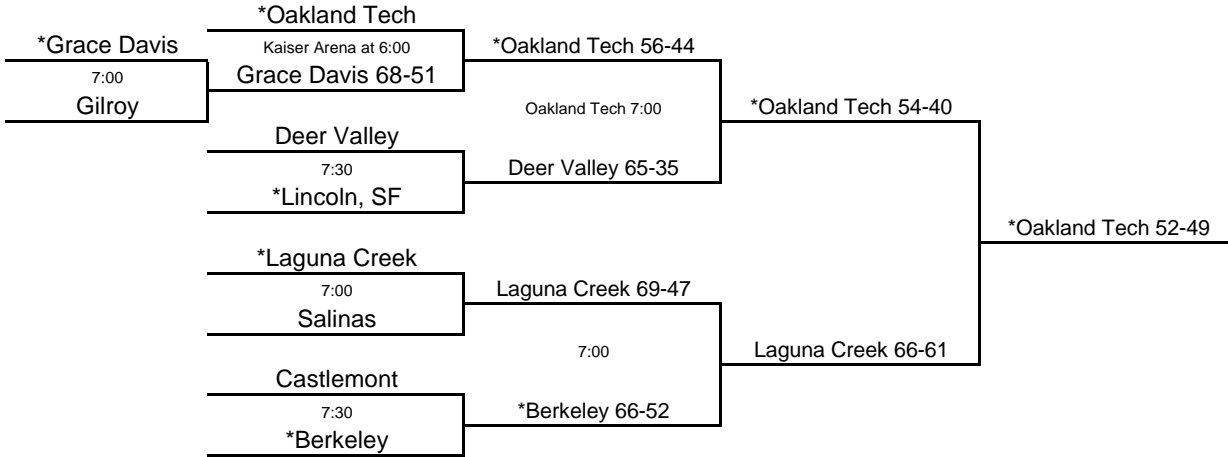 *Oakland Tech
*Grace Davis
Kaiser Arena at 6:00
*Oakland Tech 56-44
7:00
Grace Davis 68-51
Gilroy
Oakland Tech 7:00
*Oakland Tech 54-40
Deer Valley
7:30
Deer Valley 65-35
*Lincoln, SF
*Oakland Tech 52-49
*Laguna Creek
7:00
Laguna Creek 69-47
Salinas
7:00
Laguna Creek 66-61
Castlemont
7:30
*Berkeley 66-52
*Berkeley